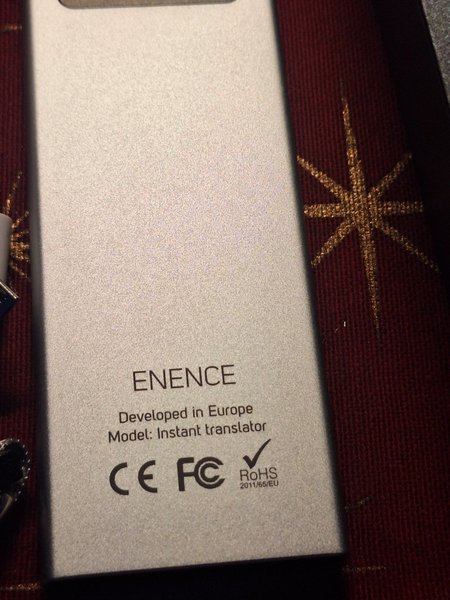 ENENCE
Developed in Europe
Model: Instant translator
CE FC RoHS
2011/65/EU